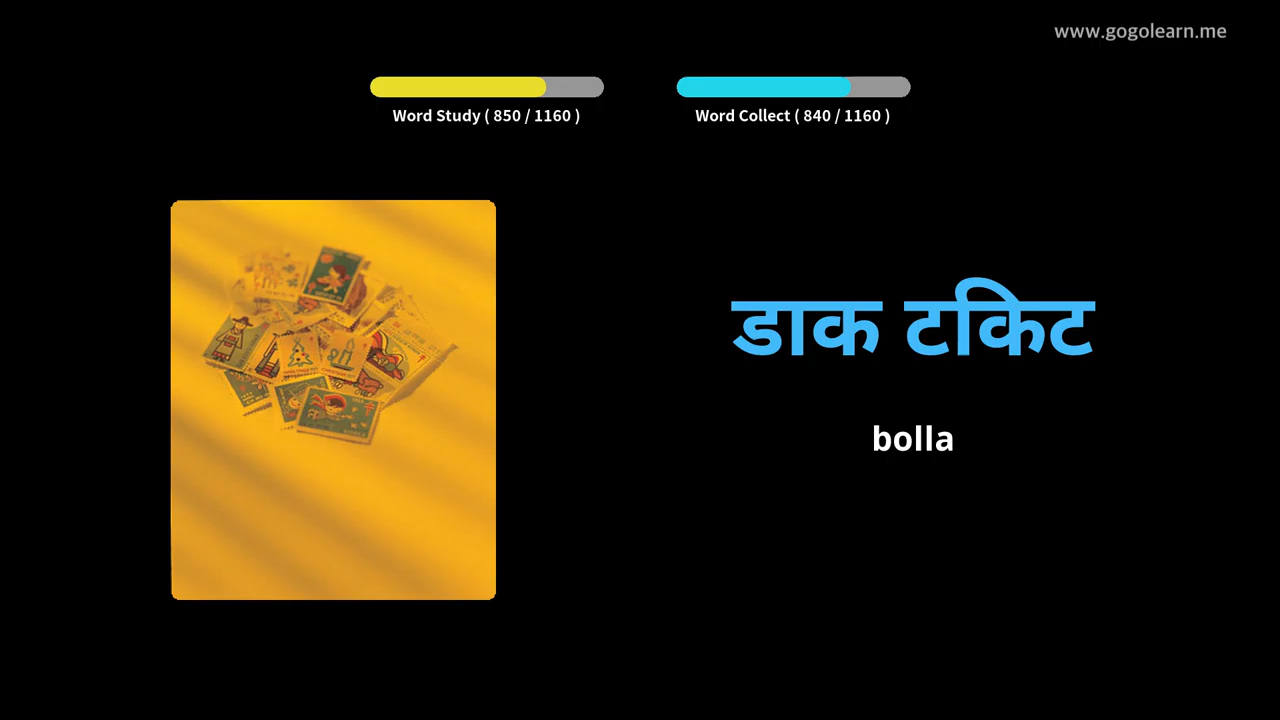 www.gogolearn.me
Word Study ( 850 / 1160 )
Word Collect ( 840 / 1160 )
डाक टकिट
bolla